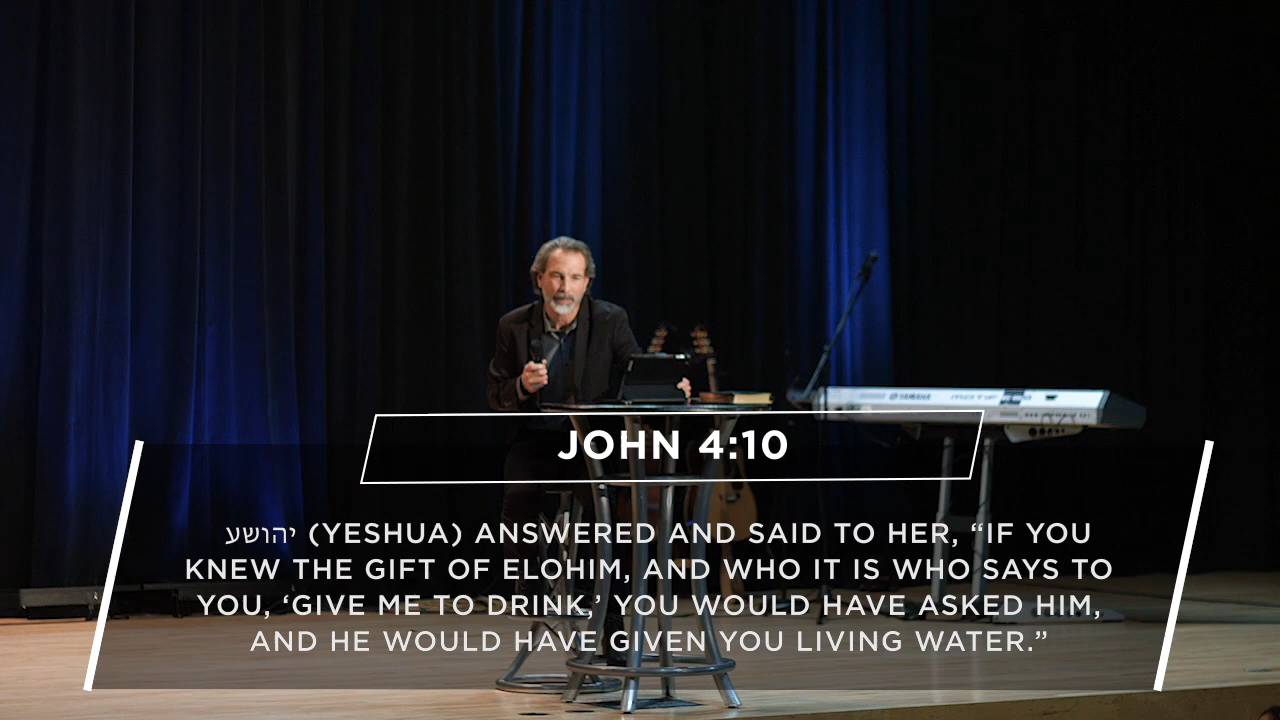 JOHN 4:10
יהושע (YESHUA) ANSWERED AND SAID TO HER, “IF YOU
KNEW THE GIFT OF ELOHIM, AND WHO IT IS WHO SAYS TO
YOU, ‘GIVE ME TO DRINK,’ YOU WOULD HAVE ASKED HIM,
AND HE WOULD HAVE GIVEN YOU LIVING WATER.”
YAMAHA
MOTIF